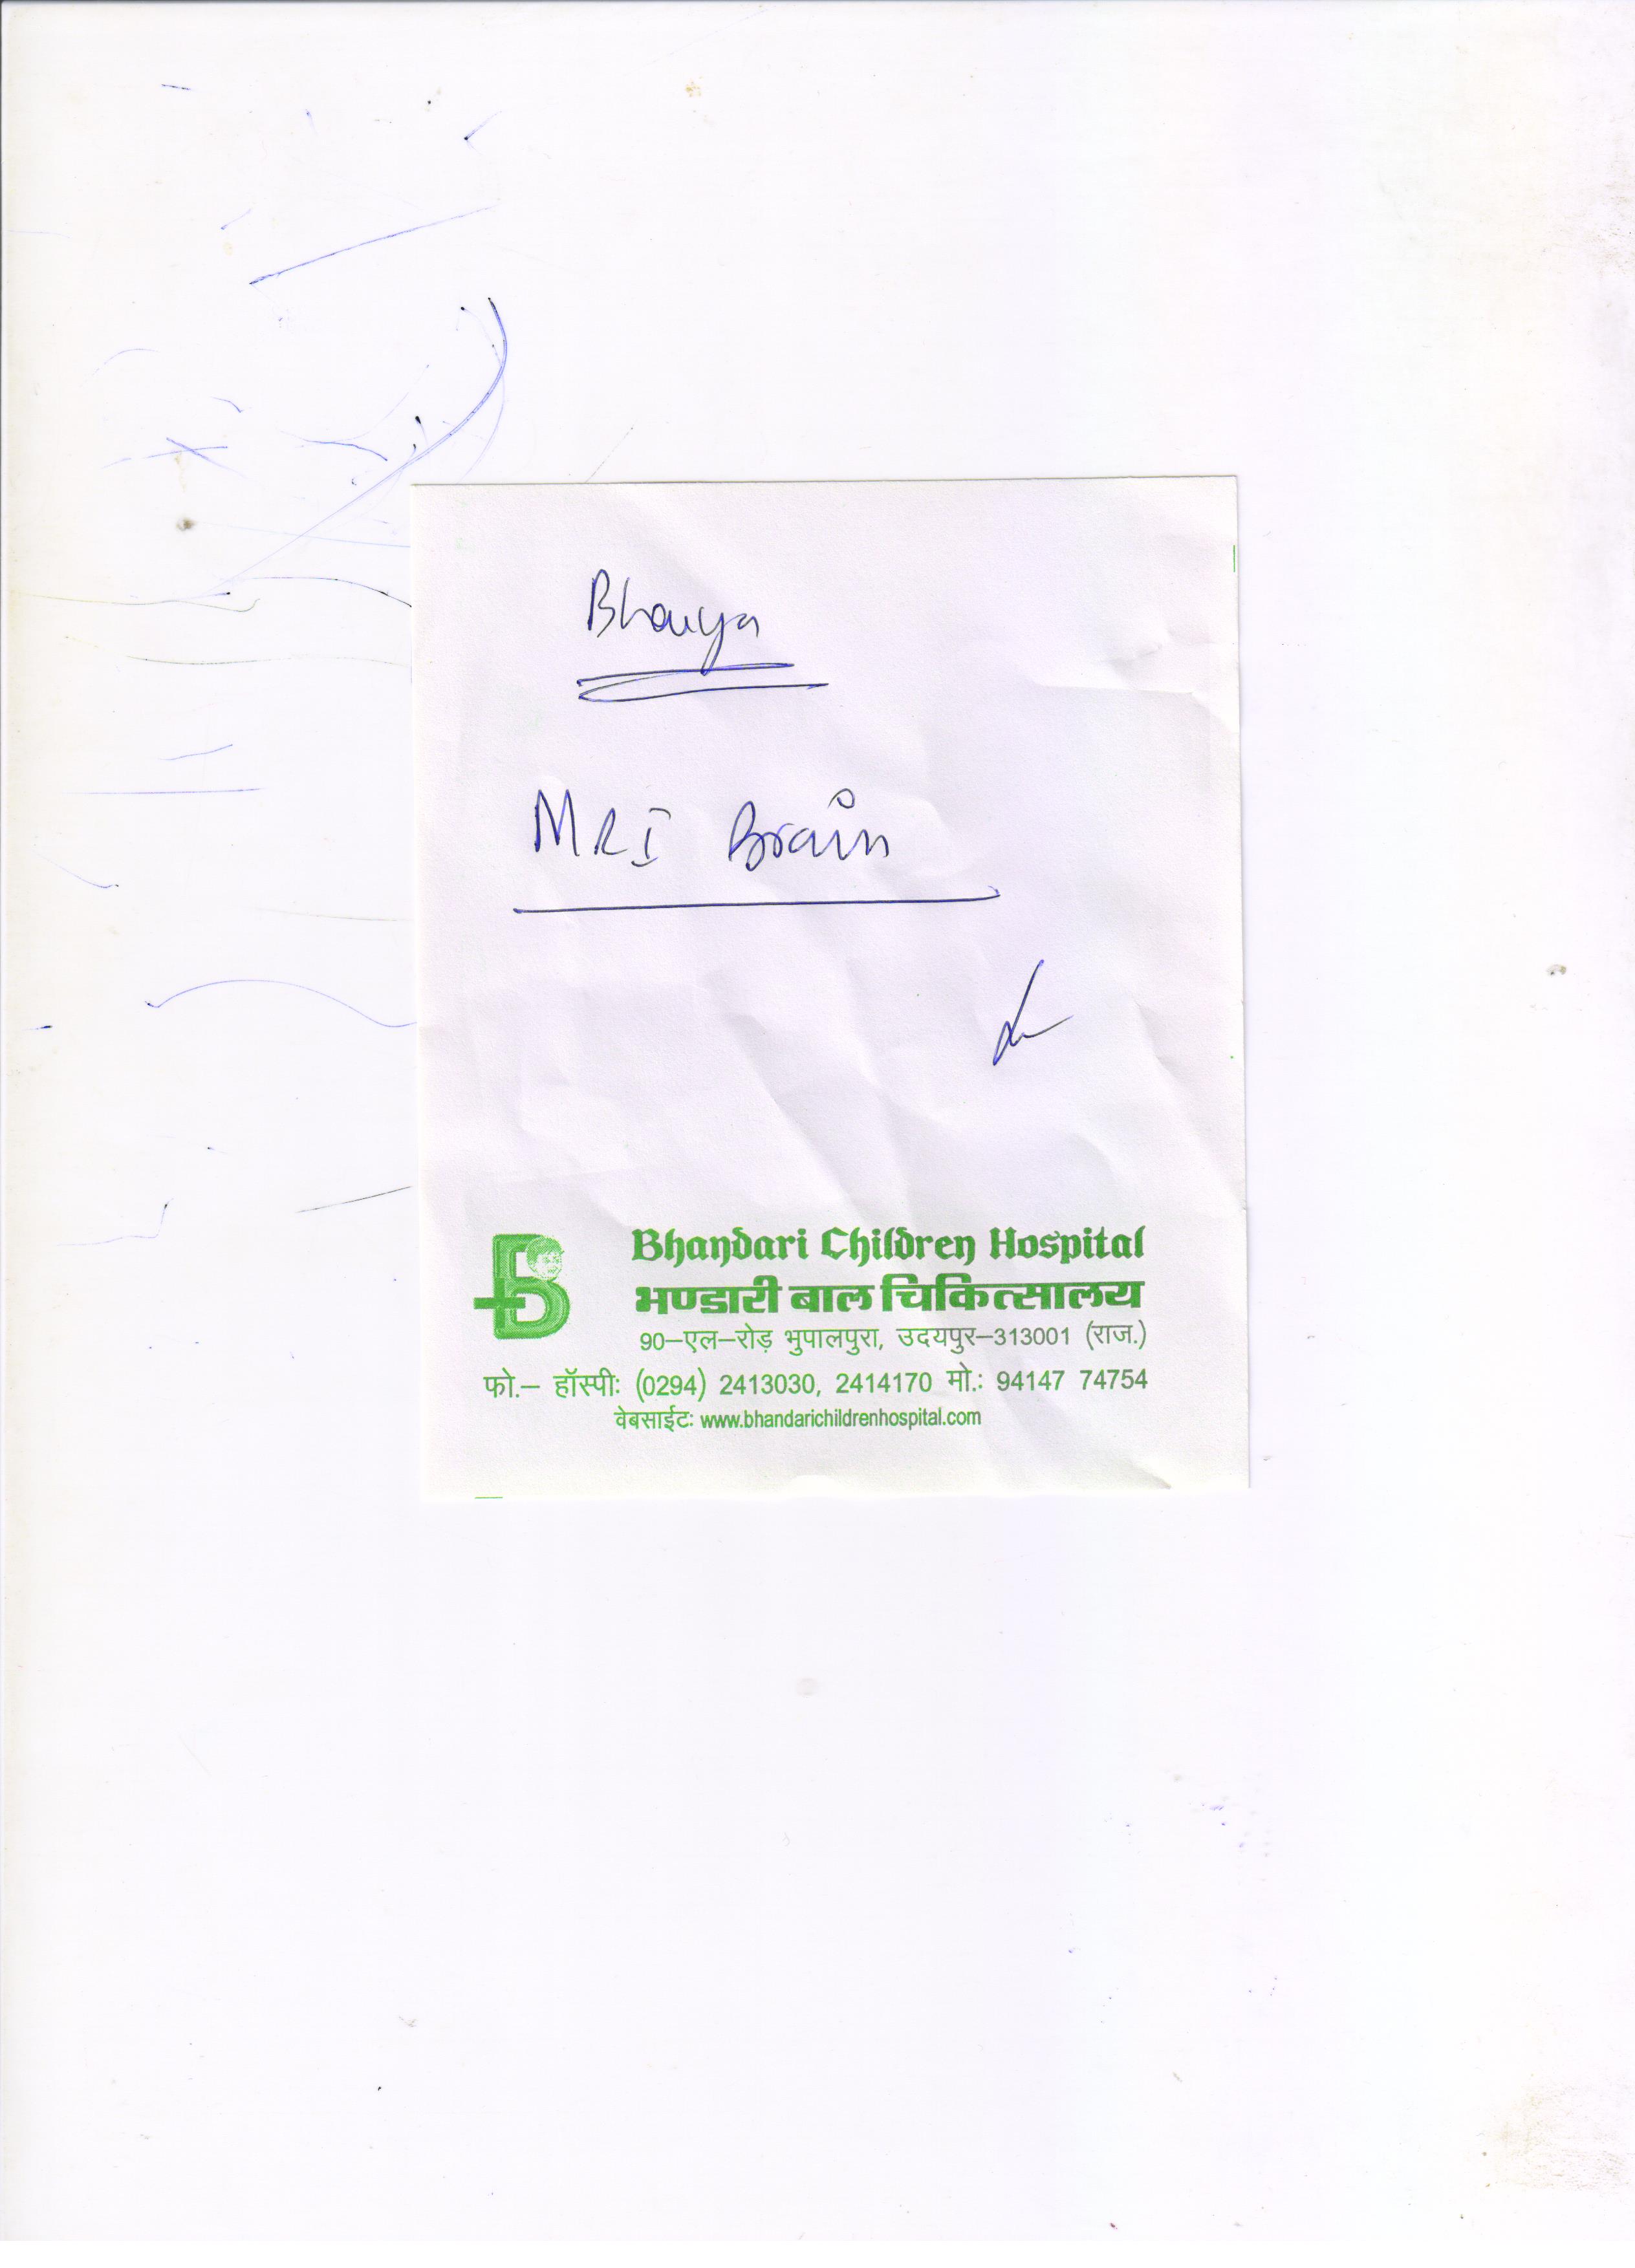 Bhavya
MRI Brain
Bhandari Children Hospital
भण्डारी बाल चिकित्सालय
90–एल–रोड़ भुपालपुरा, उदयपुर–313001 (राज.)
फो.– हॉस्पी: (0294) 2413030, 2414170 मो.: 94147 74754
वेबसाईट: www.bhandarichildrenhospital.com